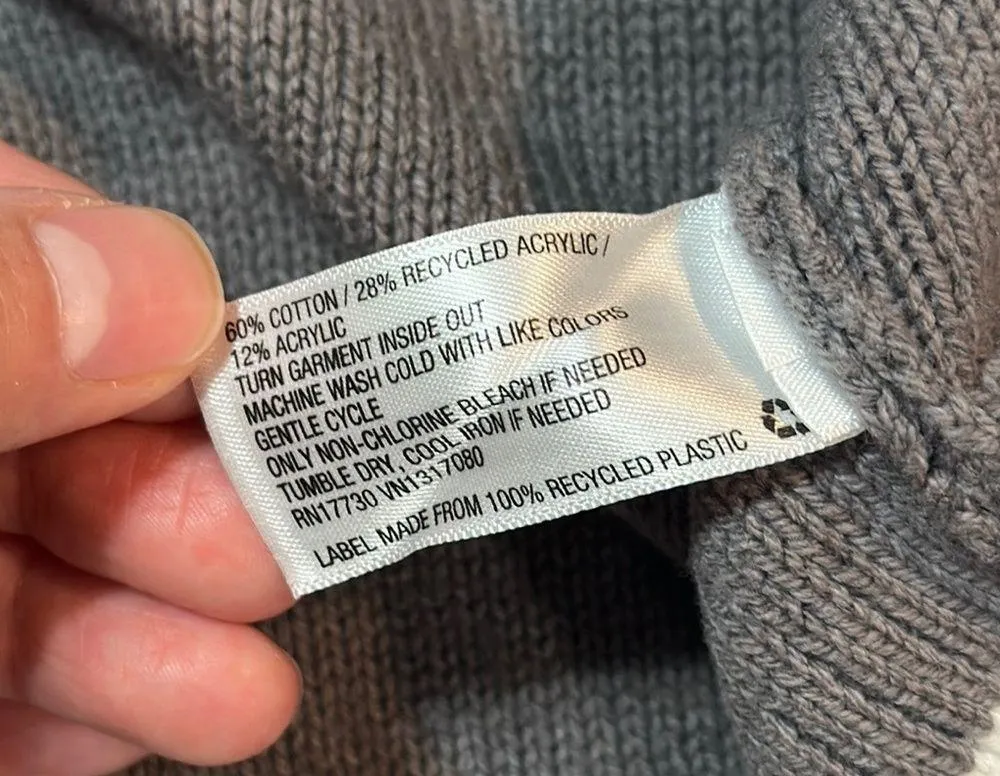 60% COTTON / 28% RECYCLED ACRYLIC /
12% ACRYLIC
TURN GARMENT INSIDE OUT
MACHINE WASH COLD WITH LIKE COLORS
GENTLE CYCLE
ONLY NON-CHLORINE BLEACH IF NEEDED
TUMBLE DRY, COOL IRON IF NEEDED
RN17730 VN1317080
LABEL MADE FROM 100% RECYCLED PLASTIC